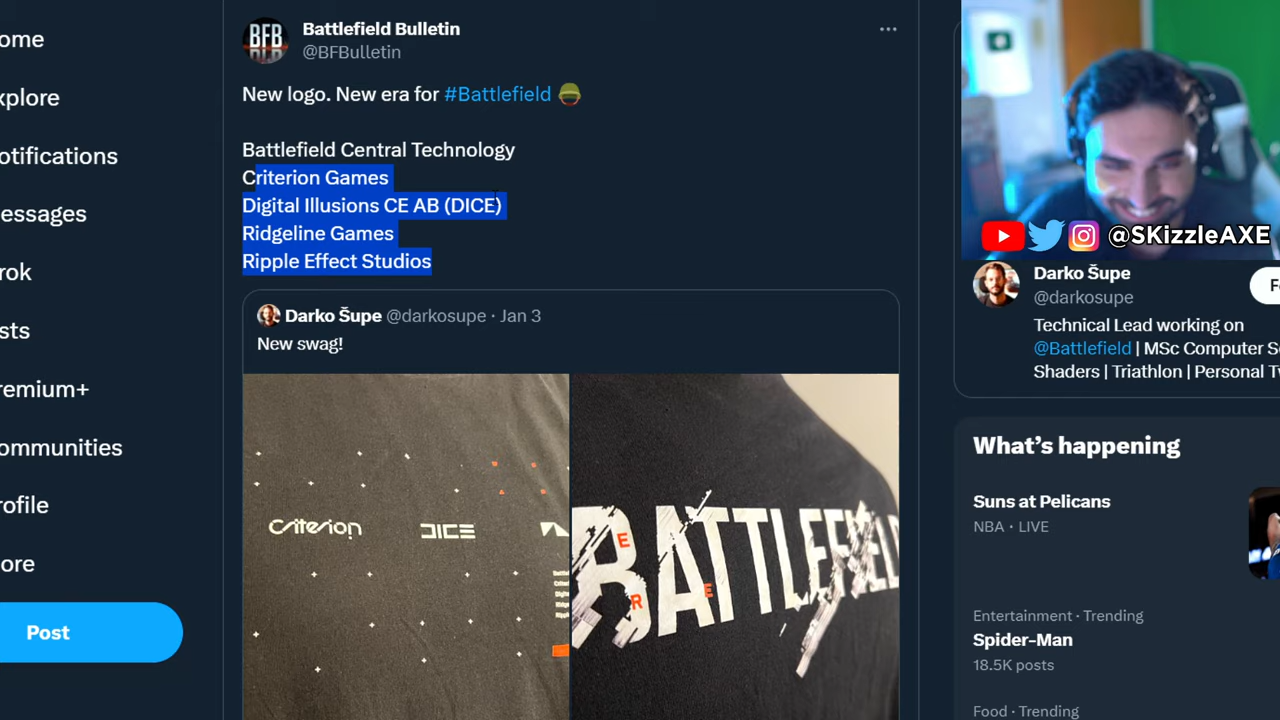 ome
xplore
otifications
essages
rok
sts
remium+
ommunities
rofile
ore
Post
BFB
Battlefield Bulletin
@BFBulletin
New logo. New era for #Battlefield
Battlefield Central Technology
Criterion Games
Digital Illusions CE AB (DICE)
Ridgeline Games
Ripple Effect Studios
Darko Šupe @darkosupe · Jan 3
New swag!
Criterion
DICE
BATTLEFIELD
E
R
E
@SKizzleAXE
Darko Šupe
@darkosupe
Technical Lead working on
@Battlefield | MSc Computer S
Shaders | Triathlon | Personal T
What's happening
Suns at Pelicans
NBA · LIVE
Entertainment · Trending
Spider-Man
18.5K posts
Food · Trending